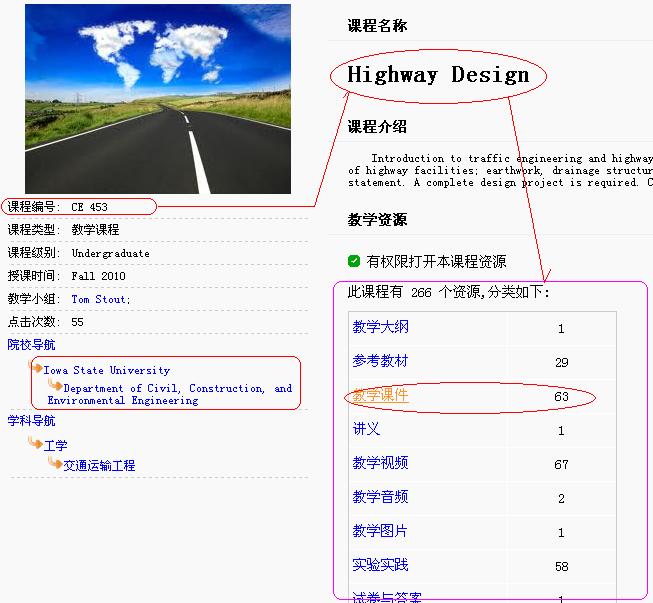 课程编号: CE 453
课程类型: 教学课程
课程级别: Undergraduate
授课时间: Fall 2010
教学小组: Tom Stout;
点击次数: 55
院校导航
Iowa State University
Department of Civil, Construction, and
Environmental Engineering
学科导航
工学
交通运输工程
课程名称
Highway Design
课程介绍
Introduction to traffic engineering and highway
of highway facilities; earthwork, drainage structur
statement. A complete design project is required. C
教学资源
有权限打开本课程资源
此课程有 266 个资源,分类如下:
教学大纲 1
参考教材 29
教学课件 63
讲义 1
教学视频 67
教学音频 2
教学图片 1
实验实践 58
试卷与答案 1